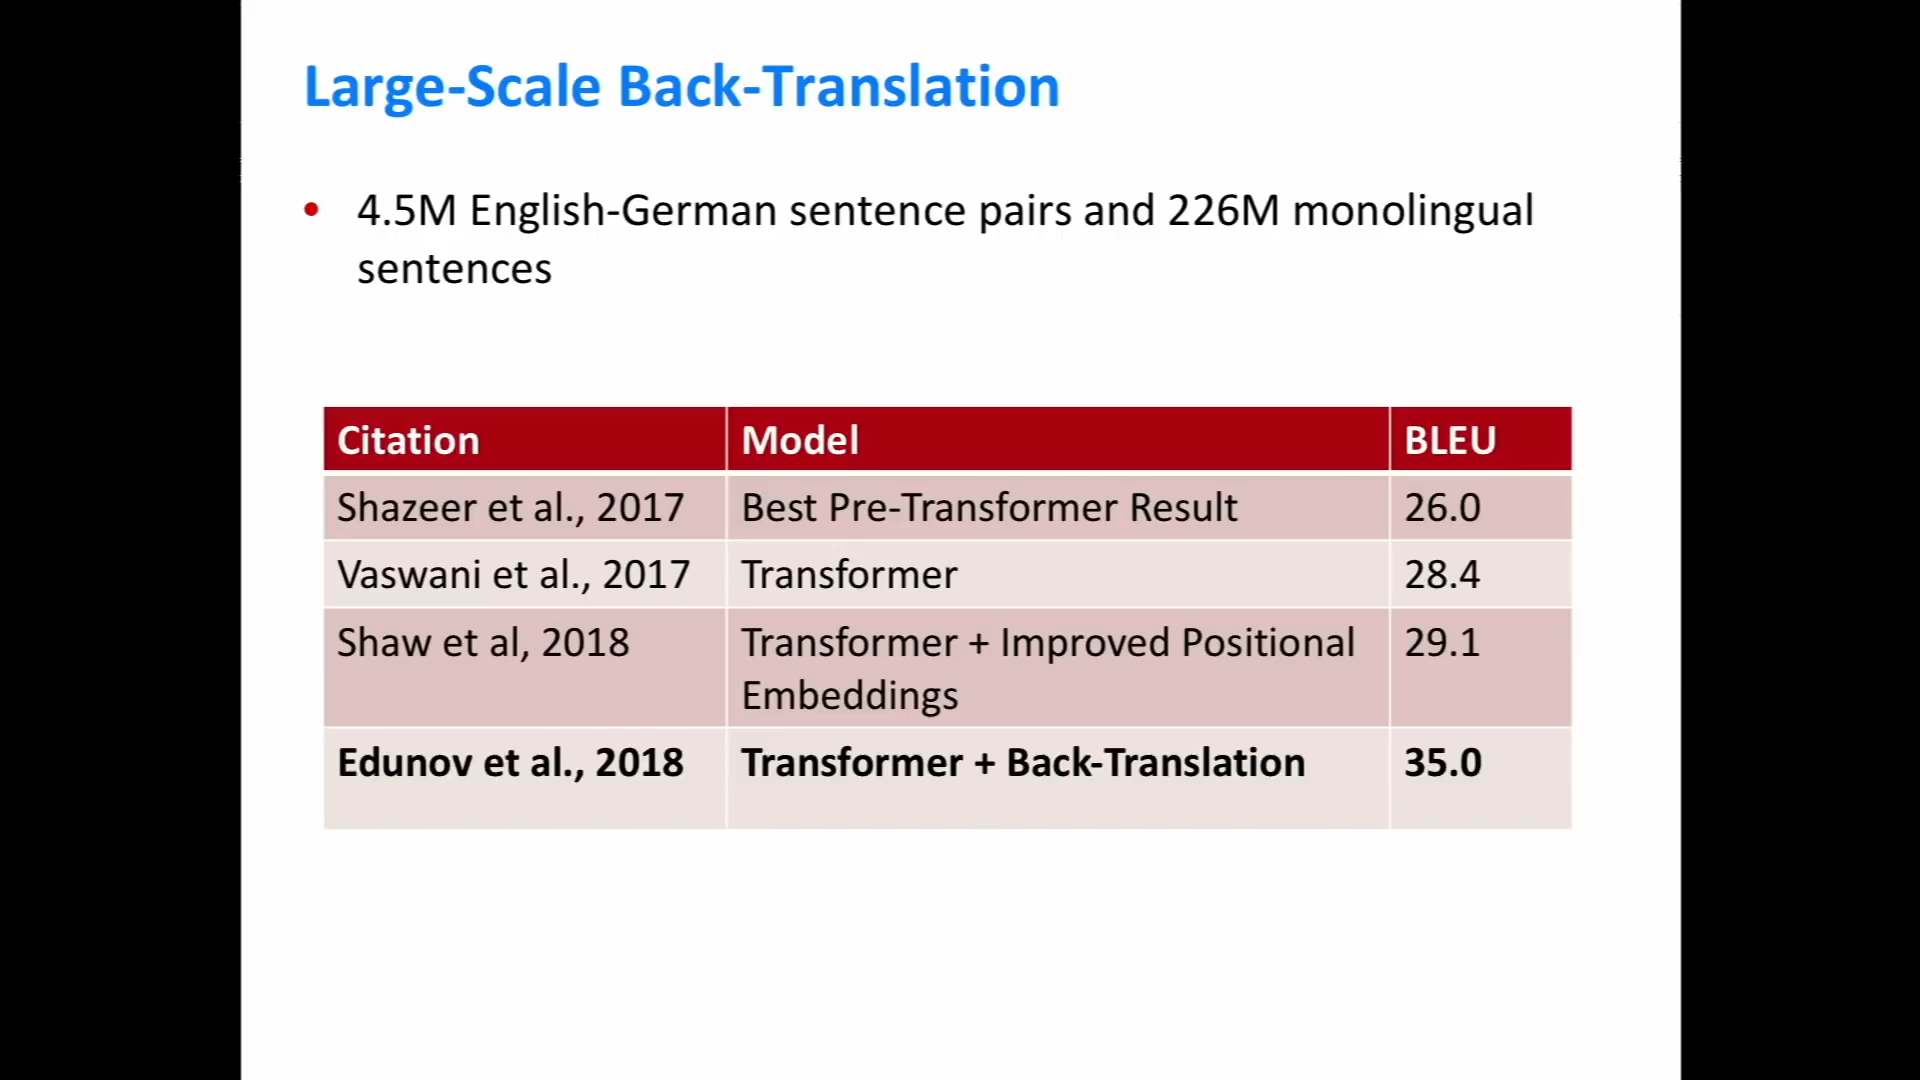 Large-Scale Back-Translation
• 4.5M English-German sentence pairs and 226M monolingual
sentences
Citation Model BLEU
Shazeer et al., 2017 Best Pre-Transformer Result 26.0
Vaswani et al., 2017 Transformer 28.4
Shaw et al, 2018 Transformer + Improved Positional 29.1
Embeddings
Edunov et al., 2018 Transformer + Back-Translation 35.0